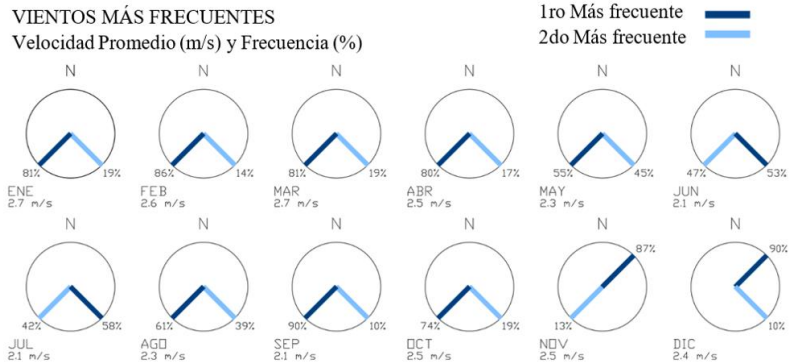 VIENTOS MÁS FRECUENTES
Velocidad Promedio (m/s) y Frecuencia (%)
1ro Más frecuente
2do Más frecuente
N N N N N N
81% 19% 86% 14% 81% 19% 80% 17% 55% 45% 47% 53%
ENE FEB MAR ABR MAY JUN
2.7 m/s 2.6 m/s 2.7 m/s 2.5 m/s 2.3 m/s 2.1 m/s
N N N N N N
87% 90%
42% 58% 61% 39% 90% 10% 74% 19% 13% 10%
JUL AGO SEP OCT NOV DIC
2.1 m/s 2.3 m/s 2.1 m/s 2.5 m/s 2.5 m/s 2.4 m/s